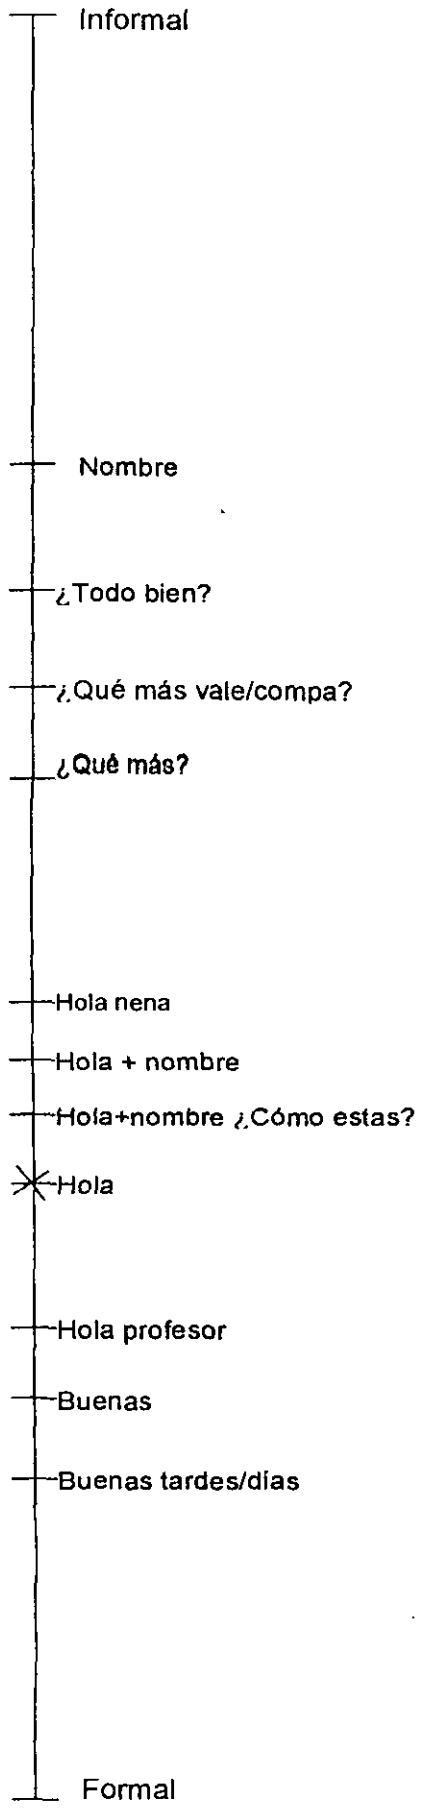 Informal
Nombre
¿Todo bien?
¿Qué más vale/compa?
¿Qué más?
Hola nena
Hola + nombre
Hola+nombre ¿Cómo estas?
Hola
Hola profesor
Buenas
Buenas tardes/días
Formal